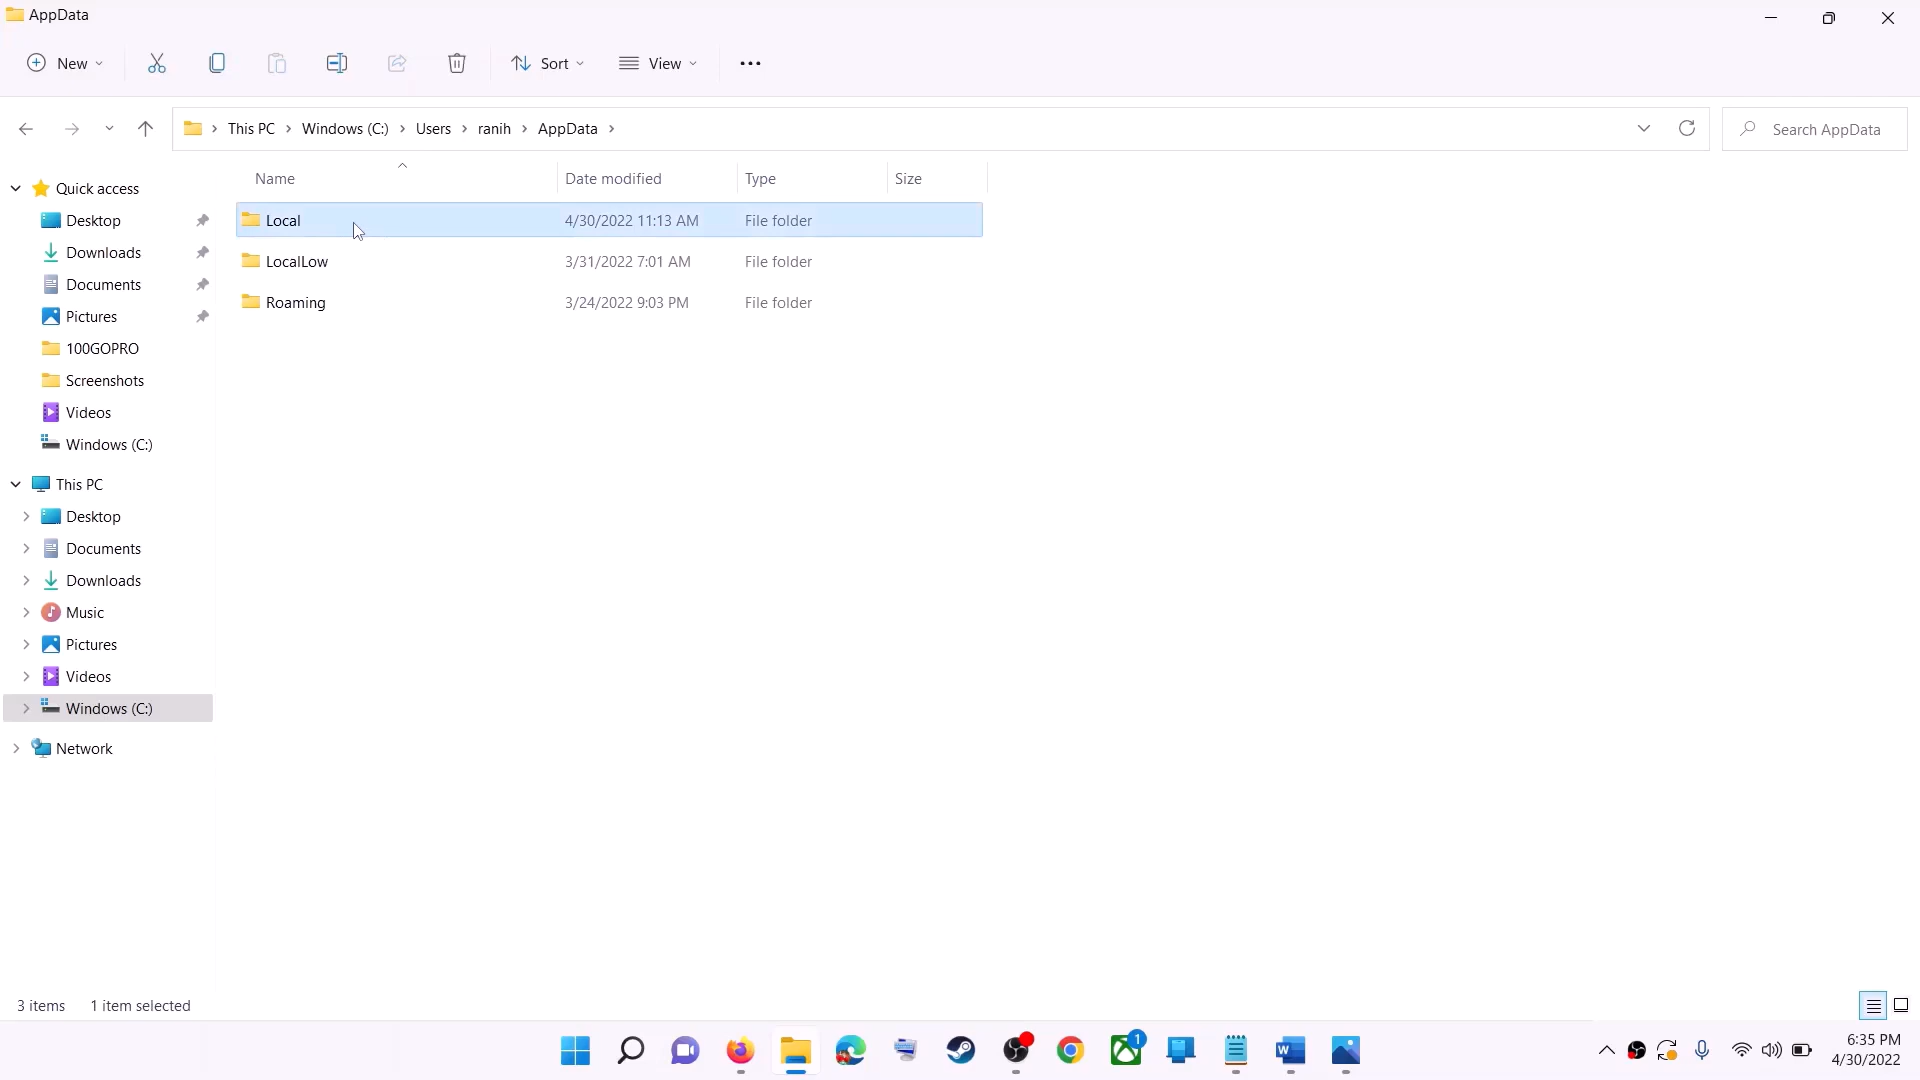 AppData
New
Sort
View
This PC
Windows (C:)
Users
ranih
AppData
Search AppData
Name
Date modified
Type
Size
Local
4/30/2022 11:13 AM
File folder
LocalLow
3/31/2022 7:01 AM
File folder
Roaming
3/24/2022 9:03 PM
File folder
Quick access
Desktop
Downloads
Documents
Pictures
100GOPRO
Screenshots
Videos
Windows (C:)
This PC
Desktop
Documents
Downloads
Music
Pictures
Videos
Windows (C:)
Network
3 items
1 item selected
1
6:35 PM
4/30/2022